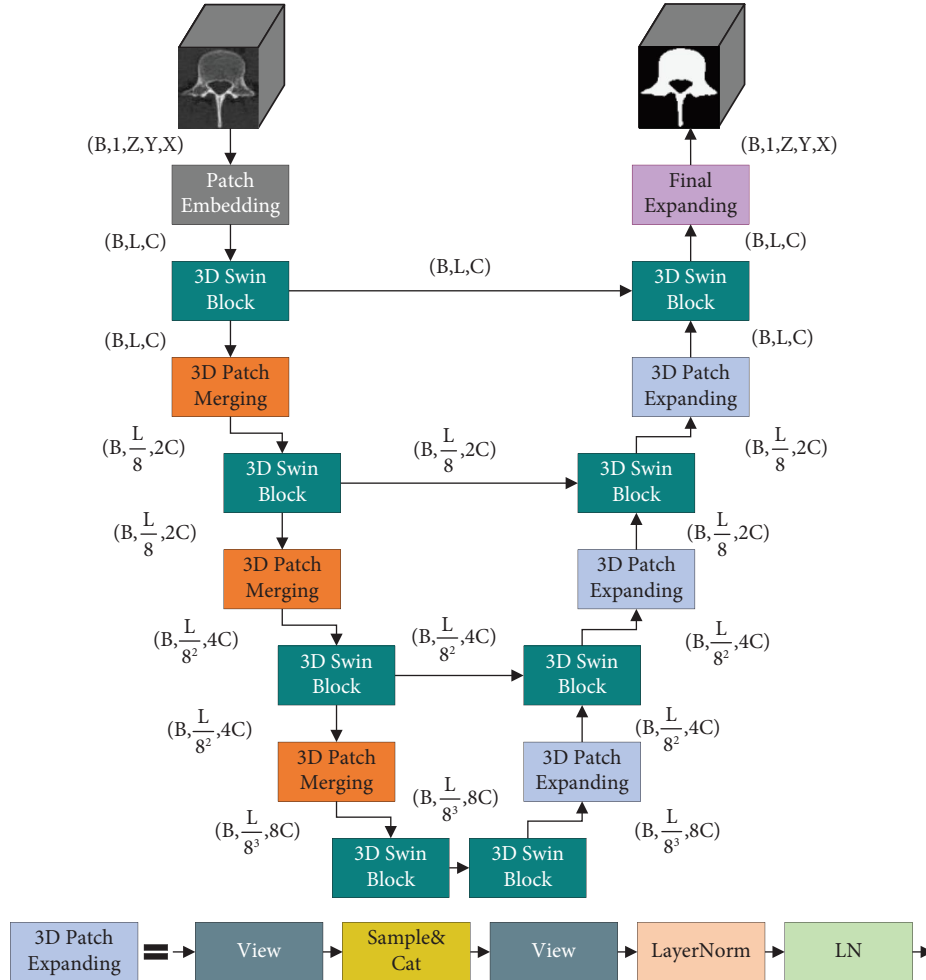 (B,1,Z,Y,X)
(B,1,Z,Y,X)
Patch
Embedding
Final
Expanding
(B,L,C)
(B,L,C)
3D Swin
Block
(B,L,C)
3D Swin
Block
(B,L,C)
(B,L,C)
3D Patch
Merging
3D Patch
Expanding
(B,L/8,2C)
(B,L/8,2C)
(B,L/8,2C)
3D Swin
Block
3D Swin
Block
(B,L/8,2C)
(B,L/8,2C)
3D Patch
Merging
3D Patch
Expanding
(B,L/8²,4C)
(B,L/8²,4C)
(B,L/8²,4C)
3D Swin
Block
3D Swin
Block
(B,L/8²,4C)
(B,L/8²,4C)
3D Patch
Merging
3D Patch
Expanding
(B,L/8³,8C)
(B,L/8³,8C)
3D Swin
Block
3D Swin
Block
3D Patch
Expanding
=
View
Sample&
Cat
View
LayerNorm
LN